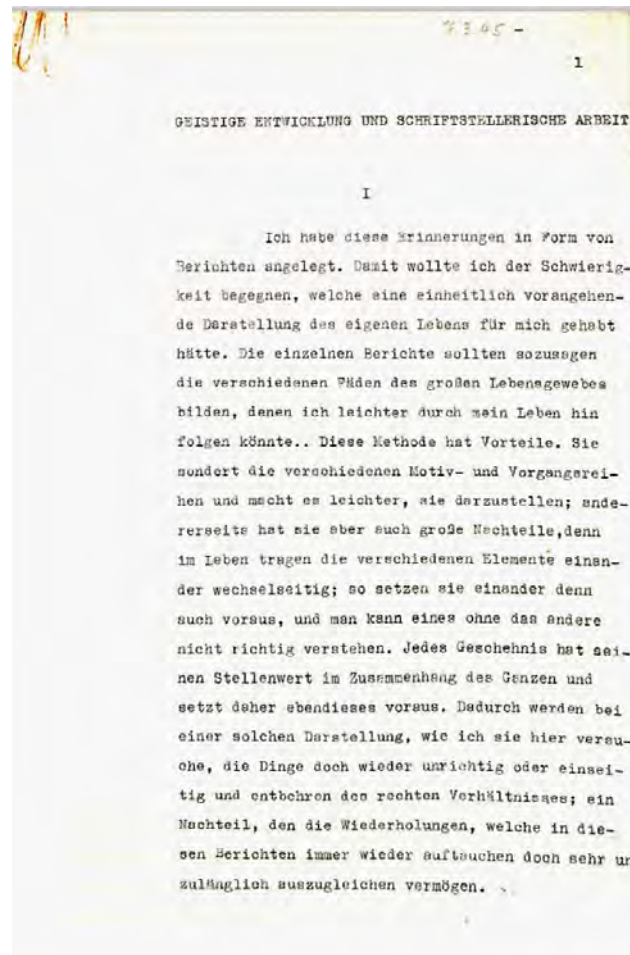 7 3.45 -
1
GEISTIGE ENTWICKLUNG UND SCHRIFTSTELLERISCHE ARBEIT
I
Ich habe diese Erinnerungen in Form von
Berichten angelegt. Damit wollte ich der Schwierig-
keit begegnen, welche eine einheitlich vorangehen-
de Darstellung des eigenen Lebens für mich gehabt
hätte. Die einzelnen Berichte sollten sozusagen
die verschiedenen Fäden des großen Lebensgewebes
bilden, denen ich leichter durch mein Leben hin
folgen könnte.. Diese Methode hat Vorteile. Sie
sondert die verschiedenen Motiv- und Vorgangsrei-
hen und macht es leichter, sie darzustellen; ande-
rerseits hat sie aber auch große Nachteile,denn
im Leben tragen die verschiedenen Elemente einan-
der wechselseitig; so setzen sie einander denn
auch voraus, und man kann eines ohne das andere
nicht richtig verstehen. Jedes Geschehnis hat sei-
nen Stellenwert im Zusammenhang des Ganzen und
setzt daher ebendieses voraus. Dadurch werden bei
einer solchen Darstellung, wie ich sie hier versu-
che, die Dinge doch wieder unrichtig oder einsei-
tig und entbehren des rechten Verhältnisses; ein
Nachteil, den die Wiederholungen, welche in die-
sen Berichten immer wieder auftauchen doch sehr un
zulänglich auszugleichen vermögen.